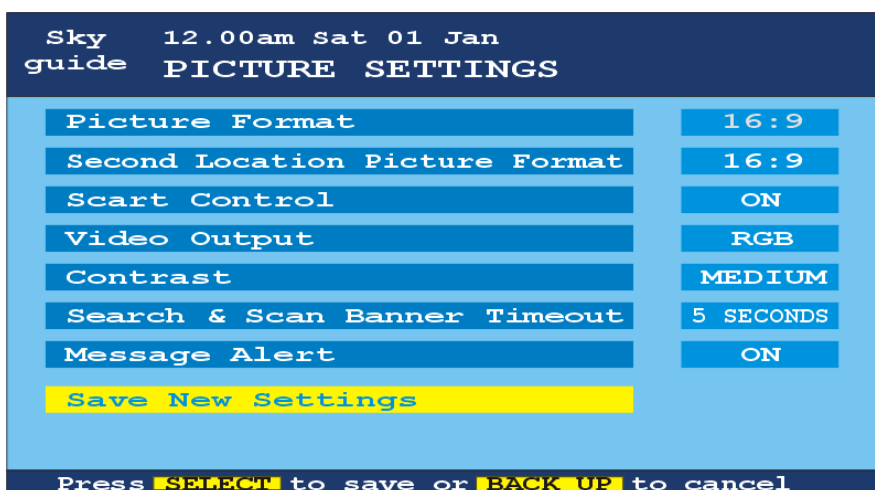 Sky guide
12.00am Sat 01 Jan
PICTURE SETTINGS
Picture Format 16:9
Second Location Picture Format 16:9
Scart Control ON
Video Output RGB
Contrast MEDIUM
Search & Scan Banner Timeout 5 SECONDS
Message Alert ON
Save New Settings
Press SELECT to save or BACK UP to cancel